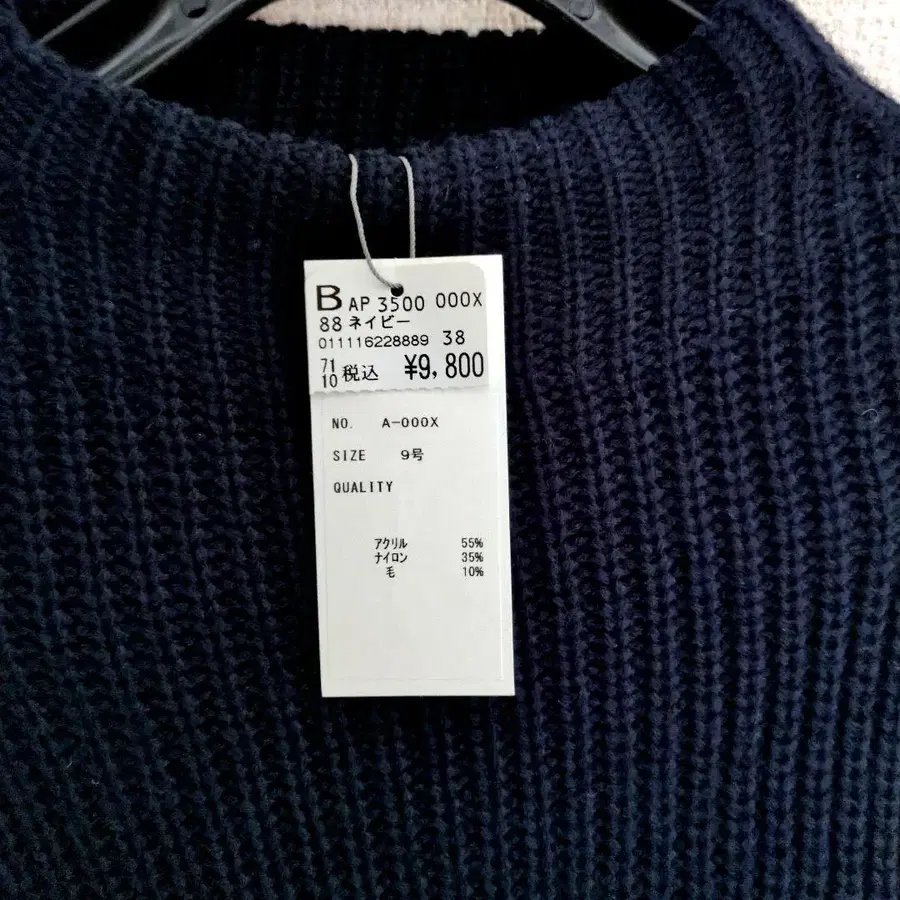 B AP 3500 000X
88 ネイビー
011116228889 38
71
10 税込 ¥9,800
NO. A-000X
SIZE 9号
QUALITY
アクリル 55%
ナイロン 35%
毛 10%